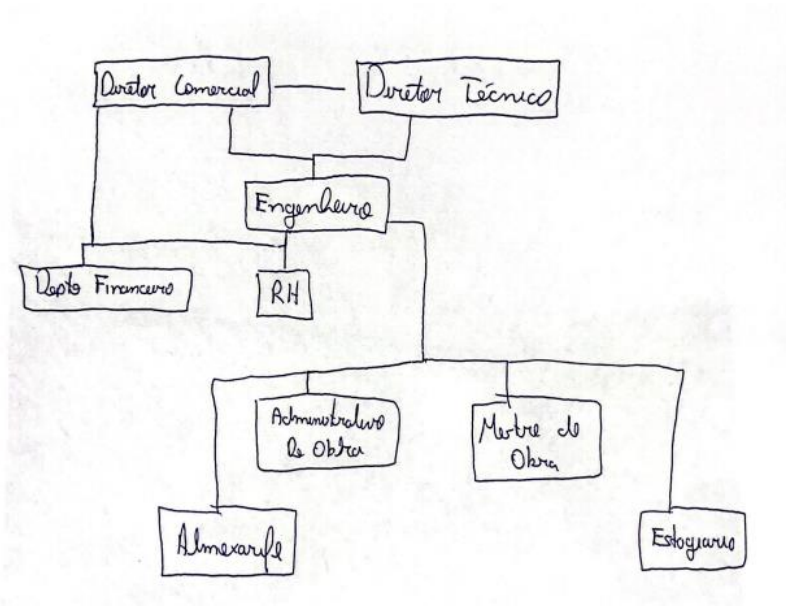 Diretor Comercial
Diretor Técnico
Engenheiro
Depto Financeiro
RH
Administrativo
De Obra
Mestre de
Obra
Almoxarife
Estagiario